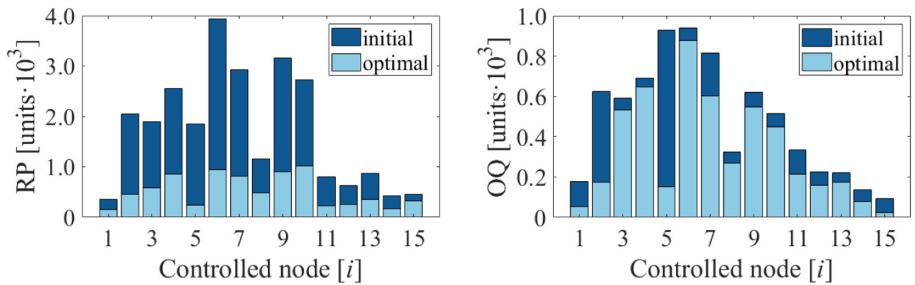 4.0
3.0
2.0
1.0
0
RP [units·10³]
initial
optimal
1 3 5 7 9 11 13 15
Controlled node [i]
1.0
0.8
0.6
0.4
0.2
0
OQ [units·10³]
initial
optimal
1 3 5 7 9 11 13 15
Controlled node [i]